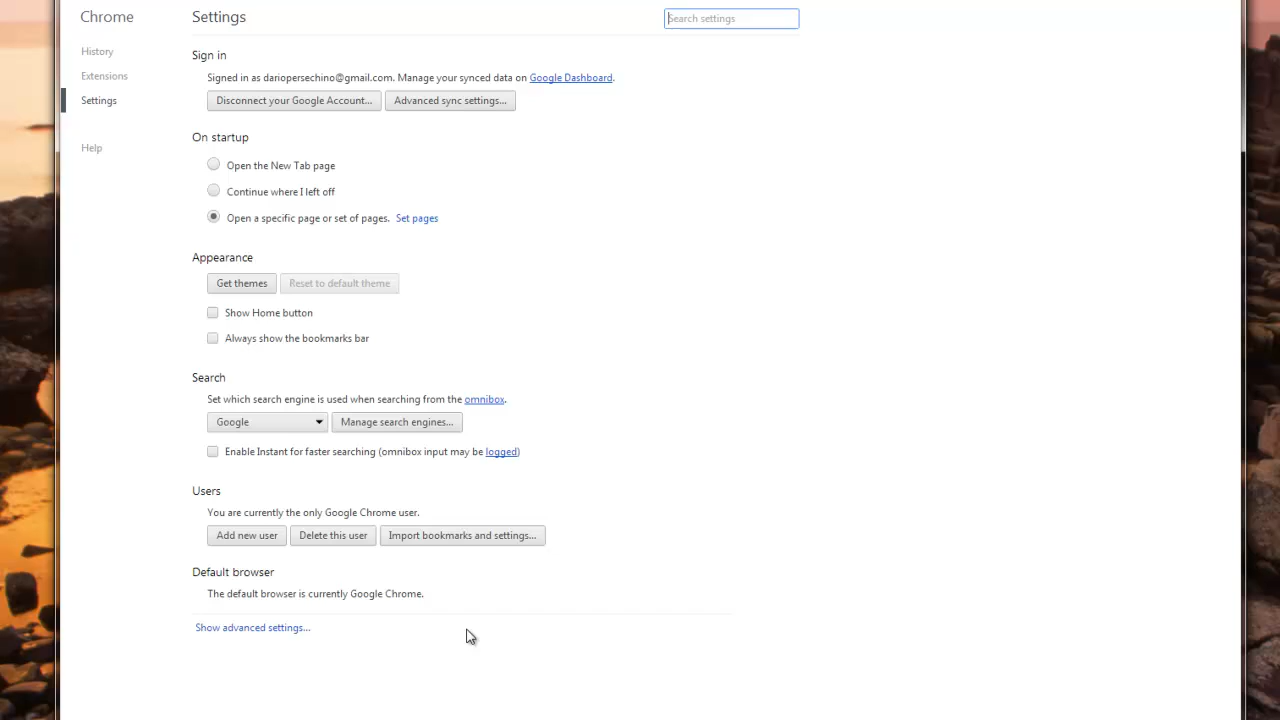 Chrome
Settings
Search settings
History
Extensions
Settings
Help
Sign in
Signed in as dariopersechino@gmail.com. Manage your synced data on Google Dashboard.
Disconnect your Google Account... Advanced sync settings...
On startup
Open the New Tab page
Continue where I left off
Open a specific page or set of pages. Set pages
Appearance
Get themes Reset to default theme
Show Home button
Always show the bookmarks bar
Search
Set which search engine is used when searching from the omnibox.
Google Manage search engines...
Enable Instant for faster searching (omnibox input may be logged)
Users
You are currently the only Google Chrome user.
Add new user Delete this user Import bookmarks and settings...
Default browser
The default browser is currently Google Chrome.
Show advanced settings...